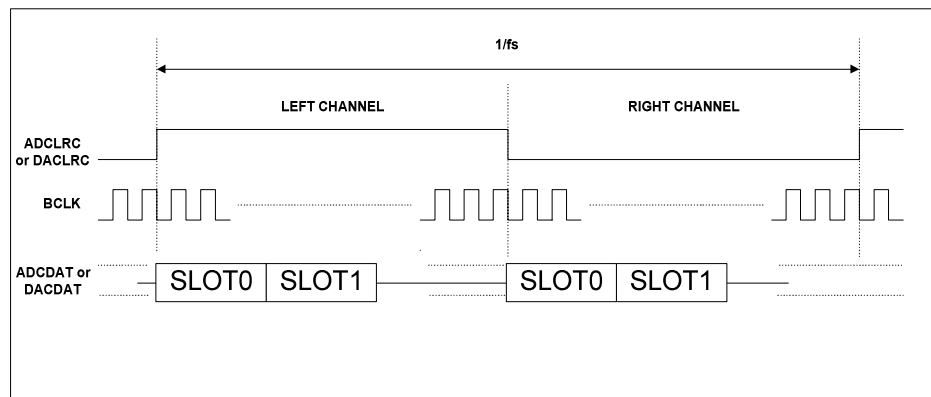 1/fs
LEFT CHANNEL
RIGHT CHANNEL
ADCLRC
or DACLRC
BCLK
ADCDAT or
DACDAT
SLOT0
SLOT1
SLOT0
SLOT1